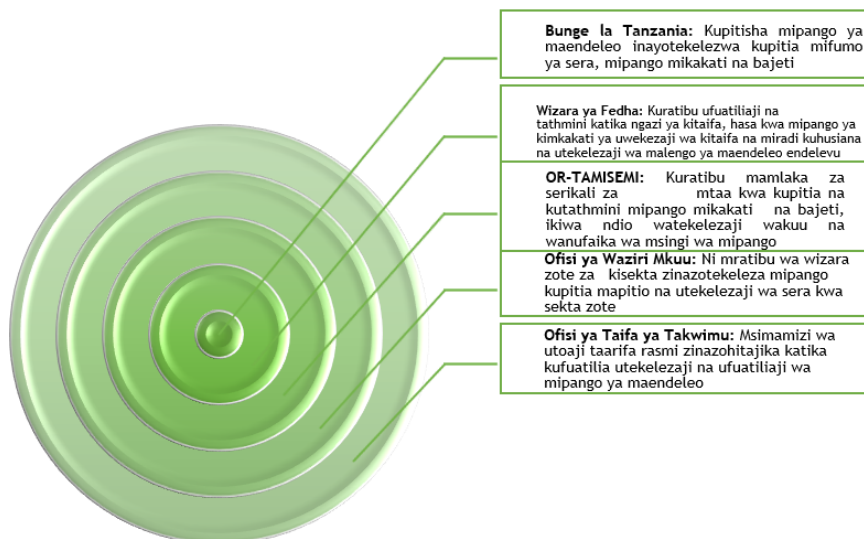 Bunge la Tanzania: Kupitisha mipango ya
maendeleo inayotekelezwa kupitia mifumo
ya sera, mipango mikakati na bajeti
Wizara ya Fedha: Kuratibu ufuatiliaji na
tathmini katika ngazi ya kitaifa, hasa kwa mipango ya
kimkakati ya uwekezaji wa kitaifa na miradi kuhusiana
na utekelezaji wa malengo ya maendeleo endelevu
OR-TAMISEMI: Kuratibu mamlaka za
serikali za mtaa kwa kupitia na
kutathmini mipango mikakati na bajeti,
ikiwa ndio watekelezaji wakuu na
wanufaika wa msingi wa mipango
Ofisi ya Waziri Mkuu: Ni mratibu wa wizara
zote za kisekta zinazotekeleza mipango
kupitia mapitio na utekelezaji wa sera kwa
sekta zote
Ofisi ya Taifa ya Takwimu: Msimamizi wa
utoaji taarifa rasmi zinazohitajika katika
kufuatilia utekelezaji na ufuatiliaji wa
mipango ya maendeleo